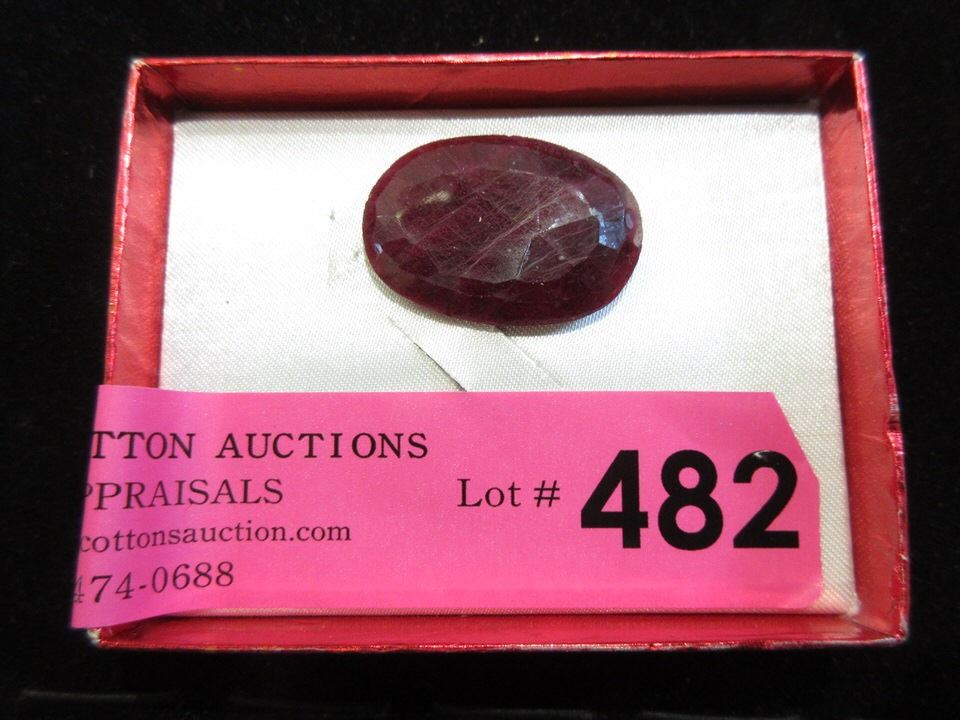 TTON AUCTIONS
PPRAISALS
cottonsauction.com
474-0688
Lot # 482